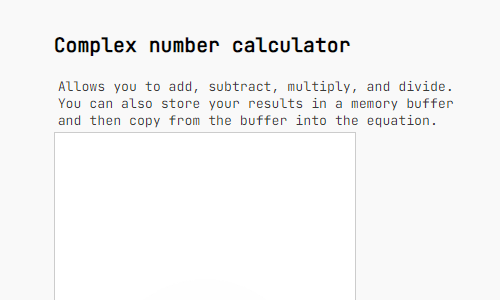 Complex number calculator
Allows you to add, subtract, multiply, and divide.
You can also store your results in a memory buffer
and then copy from the buffer into the equation.